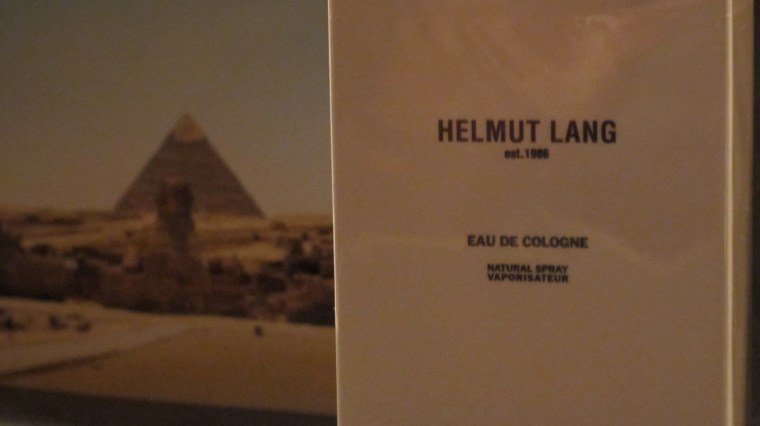 HELMUT LANG
est.1986
EAU DE COLOGNE
NATURAL SPRAY
VAPORISATEUR